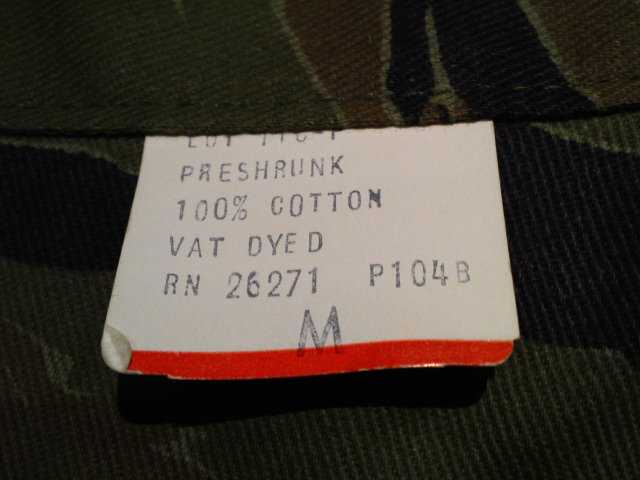 PRESHRUNK
100% COTTON
VAT DYED
RN 26271 P104B
M